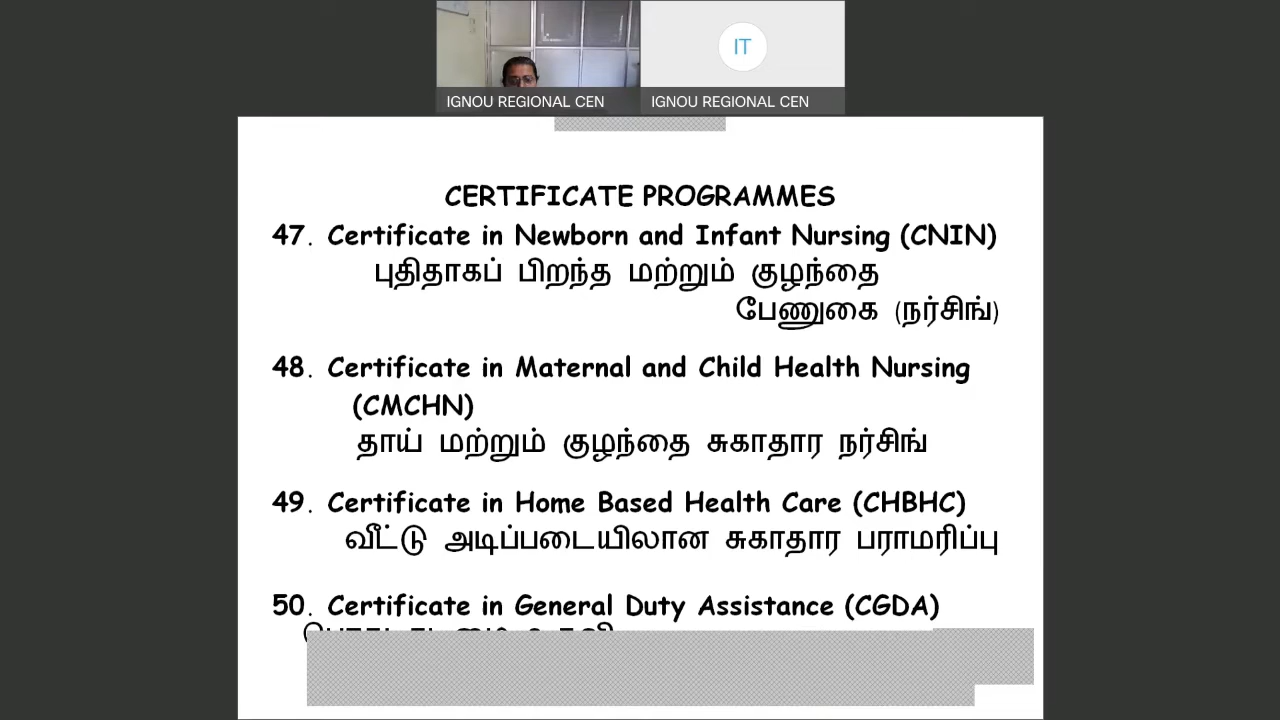 IGNOU REGIONAL CEN
IT
IGNOU REGIONAL CEN
CERTIFICATE PROGRAMMES
47. Certificate in Newborn and Infant Nursing (CNIN)
புதிதாகப் பிறந்த மற்றும் குழந்தை
பேணுகை (நர்சிங்)
48. Certificate in Maternal and Child Health Nursing
(CMCHN)
தாய் மற்றும் குழந்தை சுகாதார நர்சிங்
49. Certificate in Home Based Health Care (CHBHC)
வீட்டு அடிப்படையிலான சுகாதார பராமரிப்பு
50. Certificate in General Duty Assistance (CGDA)